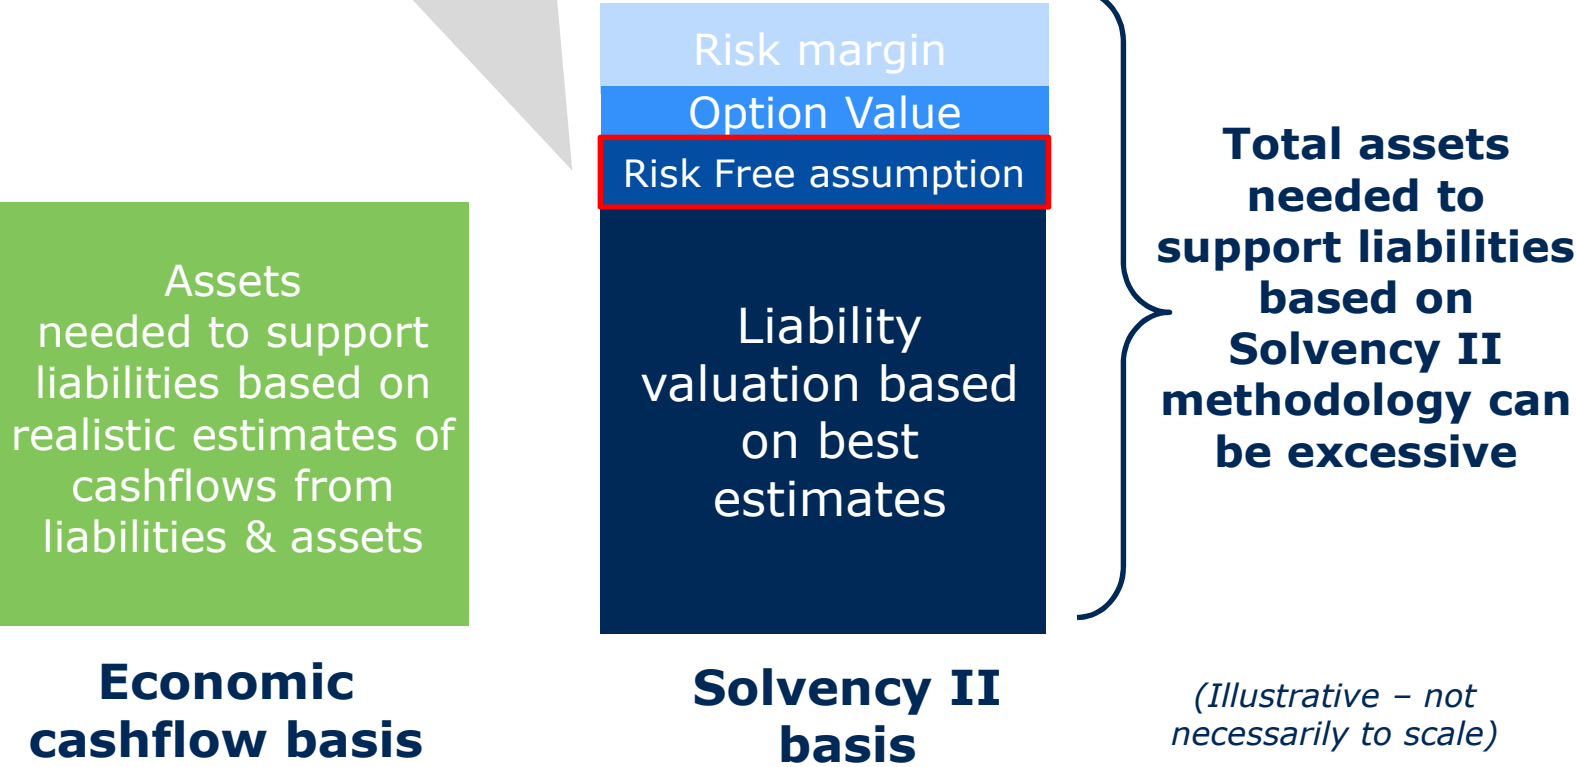 Risk margin
Option Value
Risk Free assumption
Assets
needed to support
liabilities based on
realistic estimates of
cashflows from
liabilities & assets
Liability
valuation based
on best
estimates
Total assets
needed to
support liabilities
based on
Solvency II
methodology can
be excessive
Economic
cashflow basis
Solvency II
basis
(Illustrative – not
necessarily to scale)